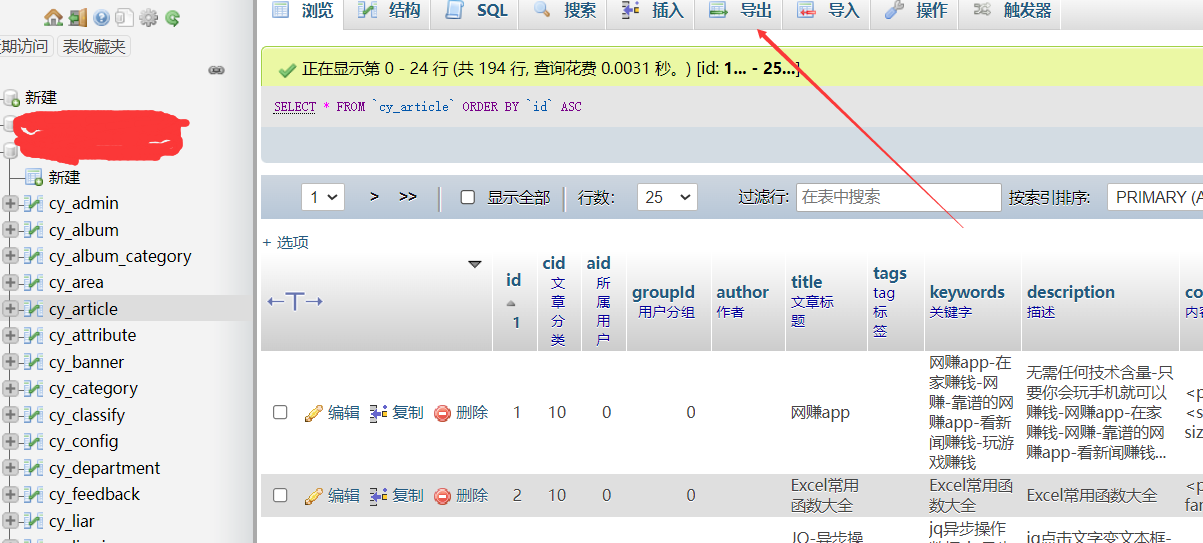 浏览 结构 SQL 搜索 插入 导出 导入 操作 触发器
期访问 表收藏夹
正在显示第 0 - 24 行 (共 194 行, 查询花费 0.0031 秒。) [id: 1... - 25...]
SELECT * FROM `cy_article` ORDER BY `id` ASC
新建
新建
cy_admin
cy_album
cy_album_category
cy_area
cy_article
cy_attribute
cy_banner
cy_category
cy_classify
cy_config
cy_department
cy_feedback
cy_liar
1 > >> 显示全部 行数: 25 过滤行: 在表中搜索 按索引排序: PRIMARY (A
+ 选项
←T→ id 1 cid 文章分类 aid 所属用户 groupId 用户分组 author 作者 title 文章标题 tags tag标签 keywords 关键字 description 描述 co 内容
编辑 复制 删除 1 10 0 0 网赚app
网赚app-在
家赚钱-网
赚-靠谱的网
赚app-看新
闻赚钱-玩游
戏赚钱
无需任何技术含量-只
要你会玩手机就可以
赚钱-网赚app-在家
赚钱-网赚-靠谱的网
赚app-看新闻赚钱...
<p
<s
siz
编辑 复制 删除 2 10 0 0
Excel常用
函数大全
Excel常用
函数大全
Excel常用函数大全
<p
far
JQ-异步操
jq异步操作
jq点击文字变文本框-